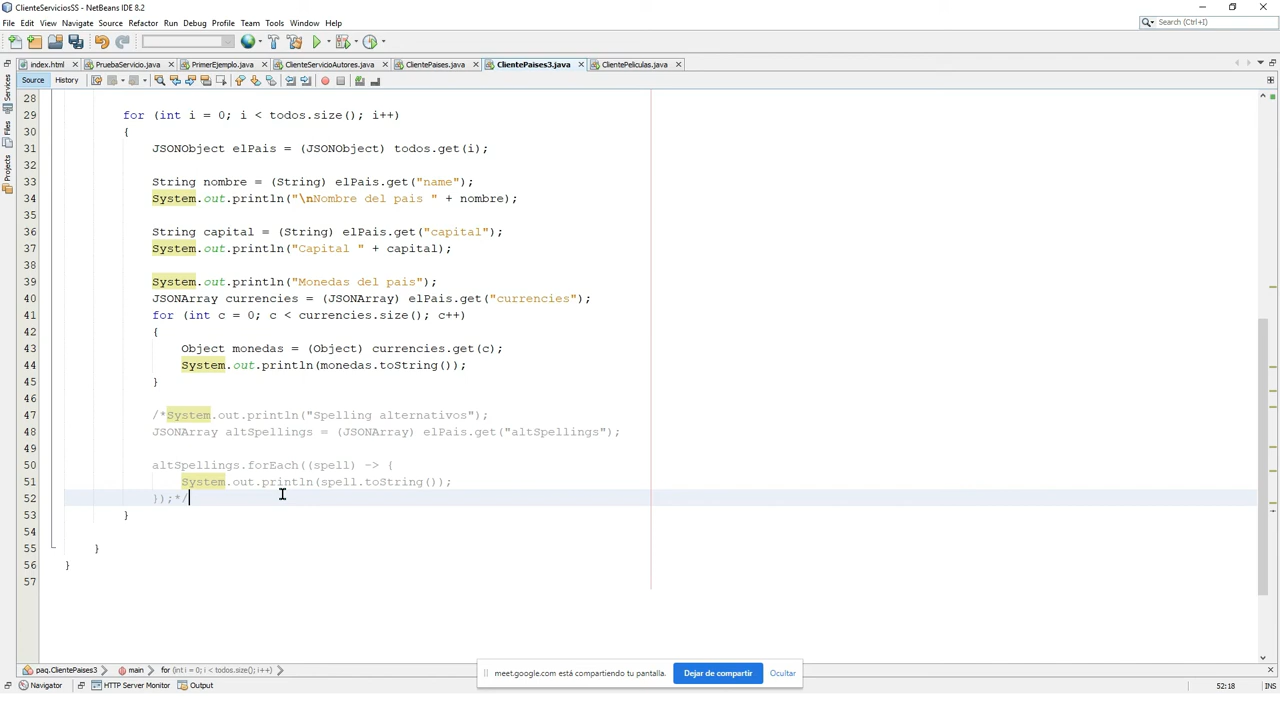 ClienteServiciosSS - NetBeans IDE 8.2
File Edit View Navigate Source Refactor Run Debug Profile Team Tools Window Help
Search (Ctrl+I)
index.html PruebaServicio.java PrimerEjemplo.java ClienteServicioAutores.java ClientePaises.java ClientePaises3.java ClientePeliculas.java
Source History
Services
Files
Projects
28
29 for (int i = 0; i < todos.size(); i++)
30 {
31 JSONObject elPais = (JSONObject) todos.get(i);
32
33 String nombre = (String) elPais.get("name");
34 System.out.println("\nNombre del pais " + nombre);
35
36 String capital = (String) elPais.get("capital");
37 System.out.println("Capital " + capital);
38
39 System.out.println("Monedas del pais");
40 JSONArray currencies = (JSONArray) elPais.get("currencies");
41 for (int c = 0; c < currencies.size(); c++)
42 {
43 Object monedas = (Object) currencies.get(c);
44 System.out.println(monedas.toString());
45 }
46
47 /*System.out.println("Spelling alternativos");
48 JSONArray altSpellings = (JSONArray) elPais.get("altSpellings");
49
50 altSpellings.forEach((spell) -> {
51 System.out.println(spell.toString());
52 });*/
53 }
54
55 }
56 }
57
paq.ClientePaises3 main for (int i = 0; i < todos.size(); i++)
meet.google.com está compartiendo tu pantalla. Dejar de compartir Ocultar
Navigator HTTP Server Monitor Output 52:18 INS